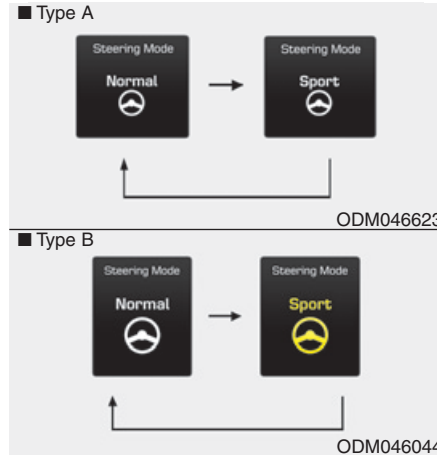 ■ Type A
Steering Mode
Normal
Steering Mode
Sport
ODM046623
■ Type B
Steering Mode
Normal
Steering Mode
Sport
ODM046044